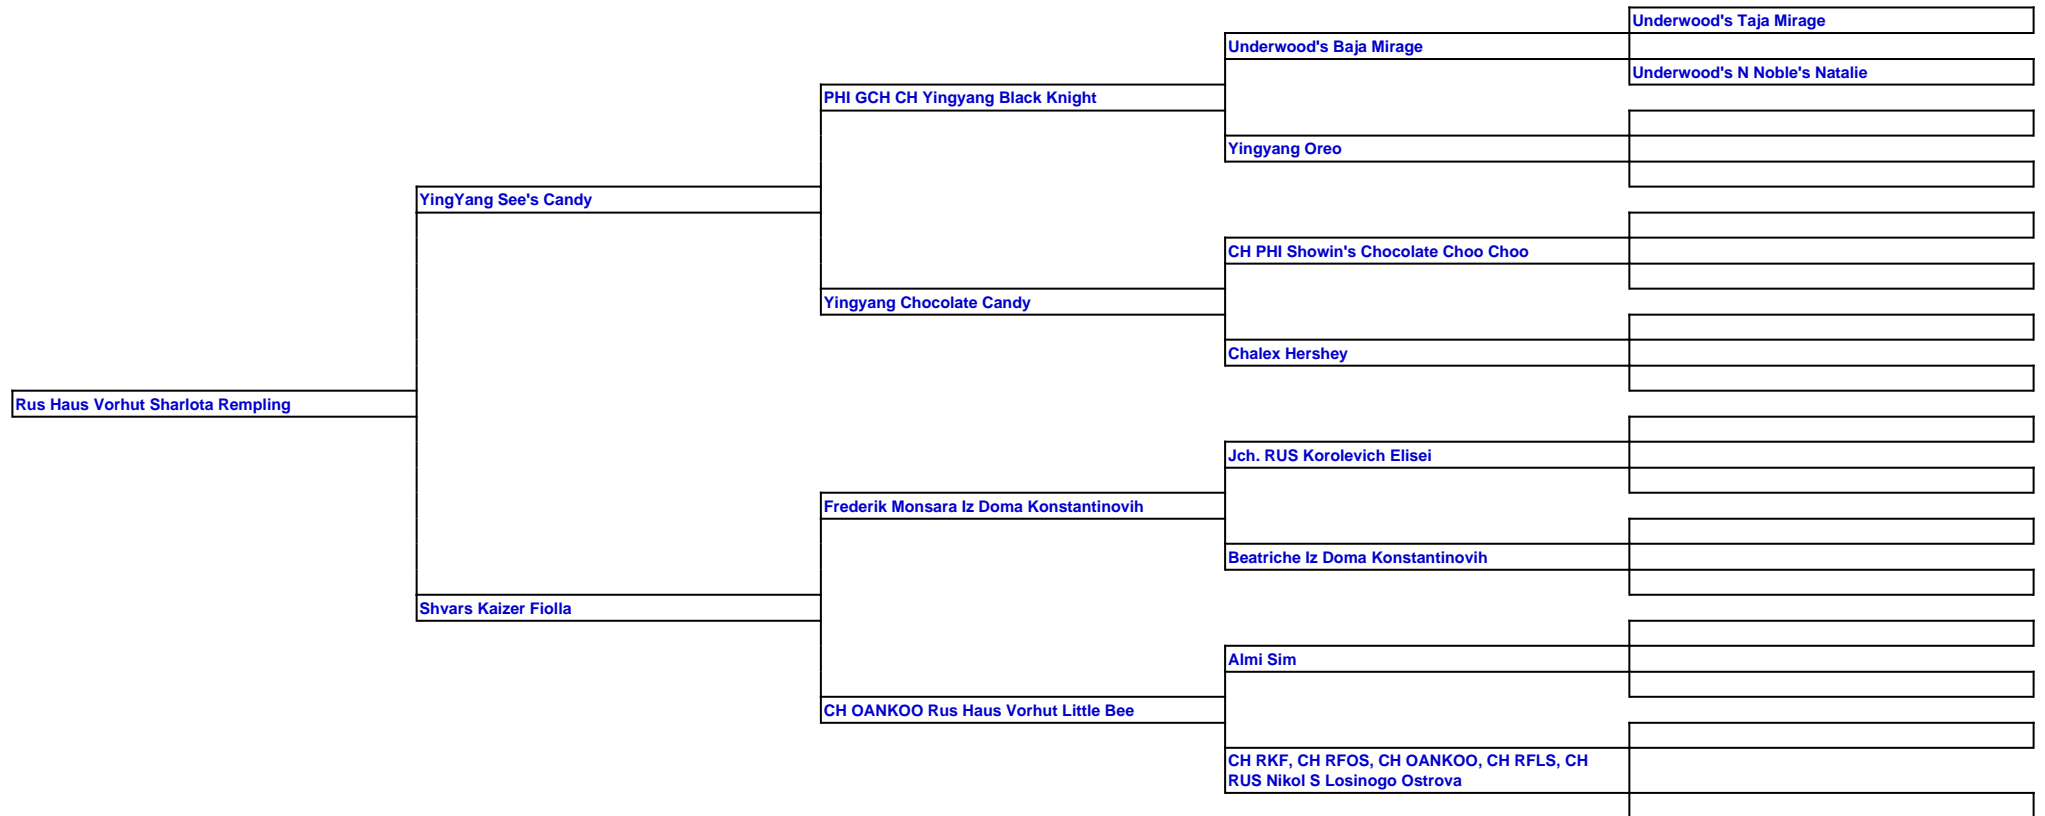 Underwood's Taja Mirage
Underwood's Baja Mirage
Underwood's N Noble's Natalie
PHI GCH CH Yingyang Black Knight
Yingyang Oreo
YingYang See's Candy
CH PHI Showin's Chocolate Choo Choo
Yingyang Chocolate Candy
Chalex Hershey
Rus Haus Vorhut Sharlota Rempling
Jch. RUS Korolevich Elisei
Frederik Monsara Iz Doma Konstantinovih
Beatriche Iz Doma Konstantinovih
Shvars Kaizer Fiolla
Almi Sim
CH OANKOO Rus Haus Vorhut Little Bee
CH RKF, CH RFOS, CH OANKOO, CH RFLS, CH
RUS Nikol S Losinogo Ostrova